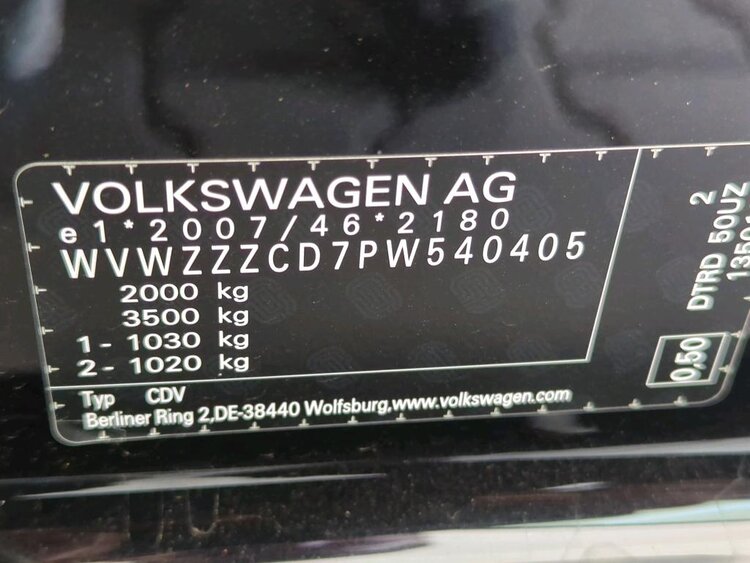 VOLKSWAGEN AG
e1*2007/46*2180
WVWZZZCD7PW540405
2000 kg
3500 kg
1- 1030 kg
2- 1020 kg
Typ CDV
Berliner Ring 2,DE-38440 Wolfsburg,www.volkswagen.com
2
DTRD 50UZ
0,50